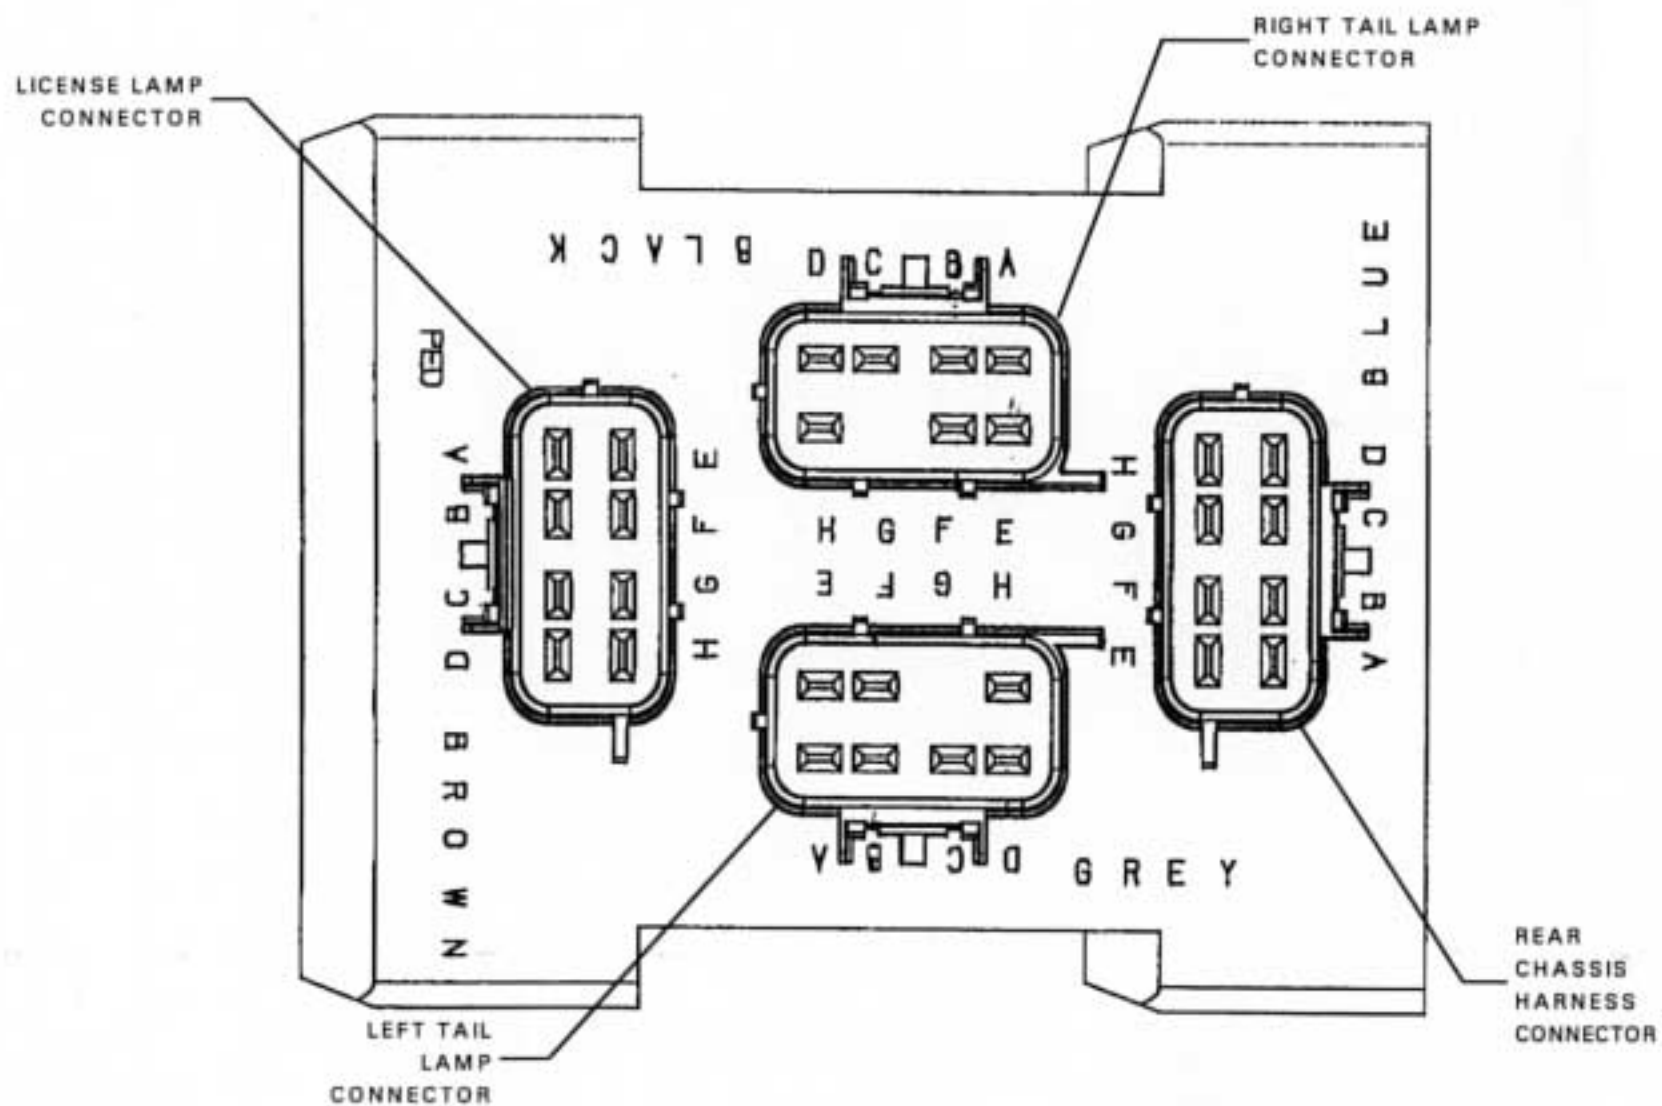 RIGHT TAIL LAMP
CONNECTOR
LICENSE LAMP
CONNECTOR
BLACK
D C B A
BLUE
PED
A B C D
E F G H
H G F E
E F G H
H G F E
D C B A
BROWN
A B C D
GREY
REAR
CHASSIS
HARNESS
CONNECTOR
LEFT TAIL
LAMP
CONNECTOR